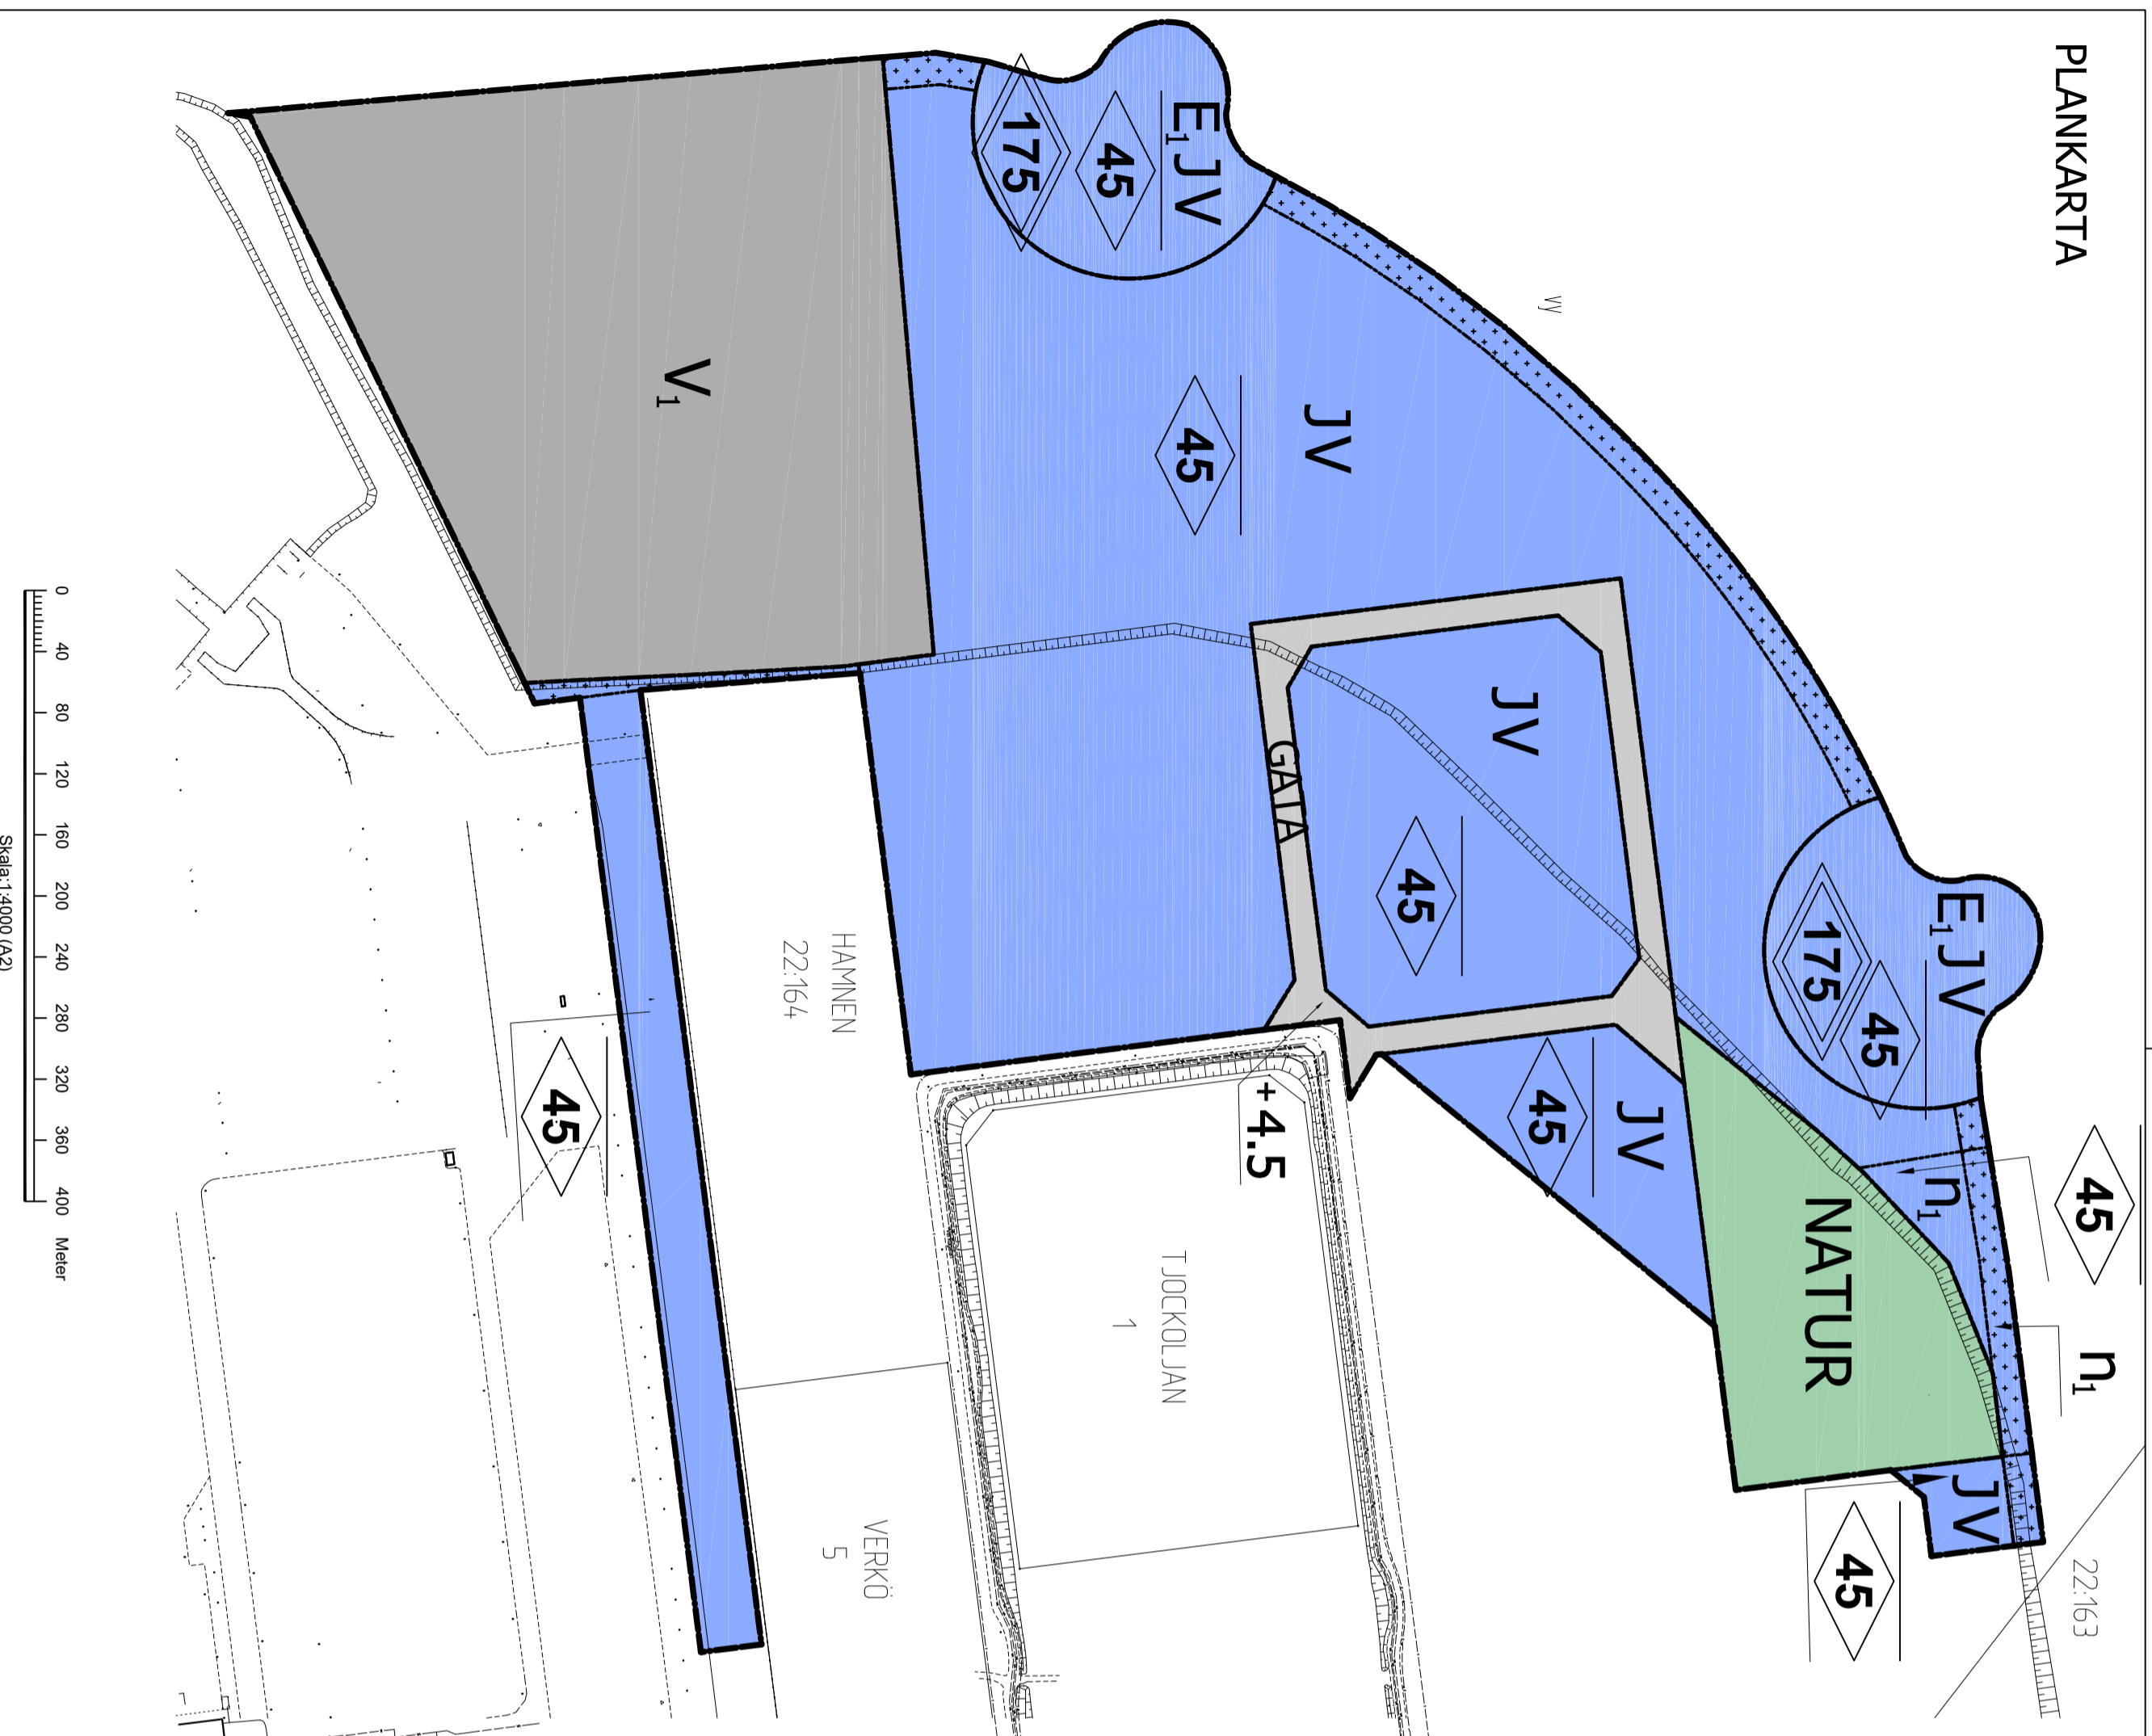 PLANKARTA
22:163
45
n1
E1JV
175
45
n1
JV
45
NATUR
vy
JV
45
JV
45
GATA
JV
45
E1JV
45
175
+4.5
TJOCKOLJAN
1
HAMNEN
22:164
VERKÖ
5
V1
45
0 40 80 120 160 200 240 280 320 360 400 Meter
Skala:1:4000 (A2)